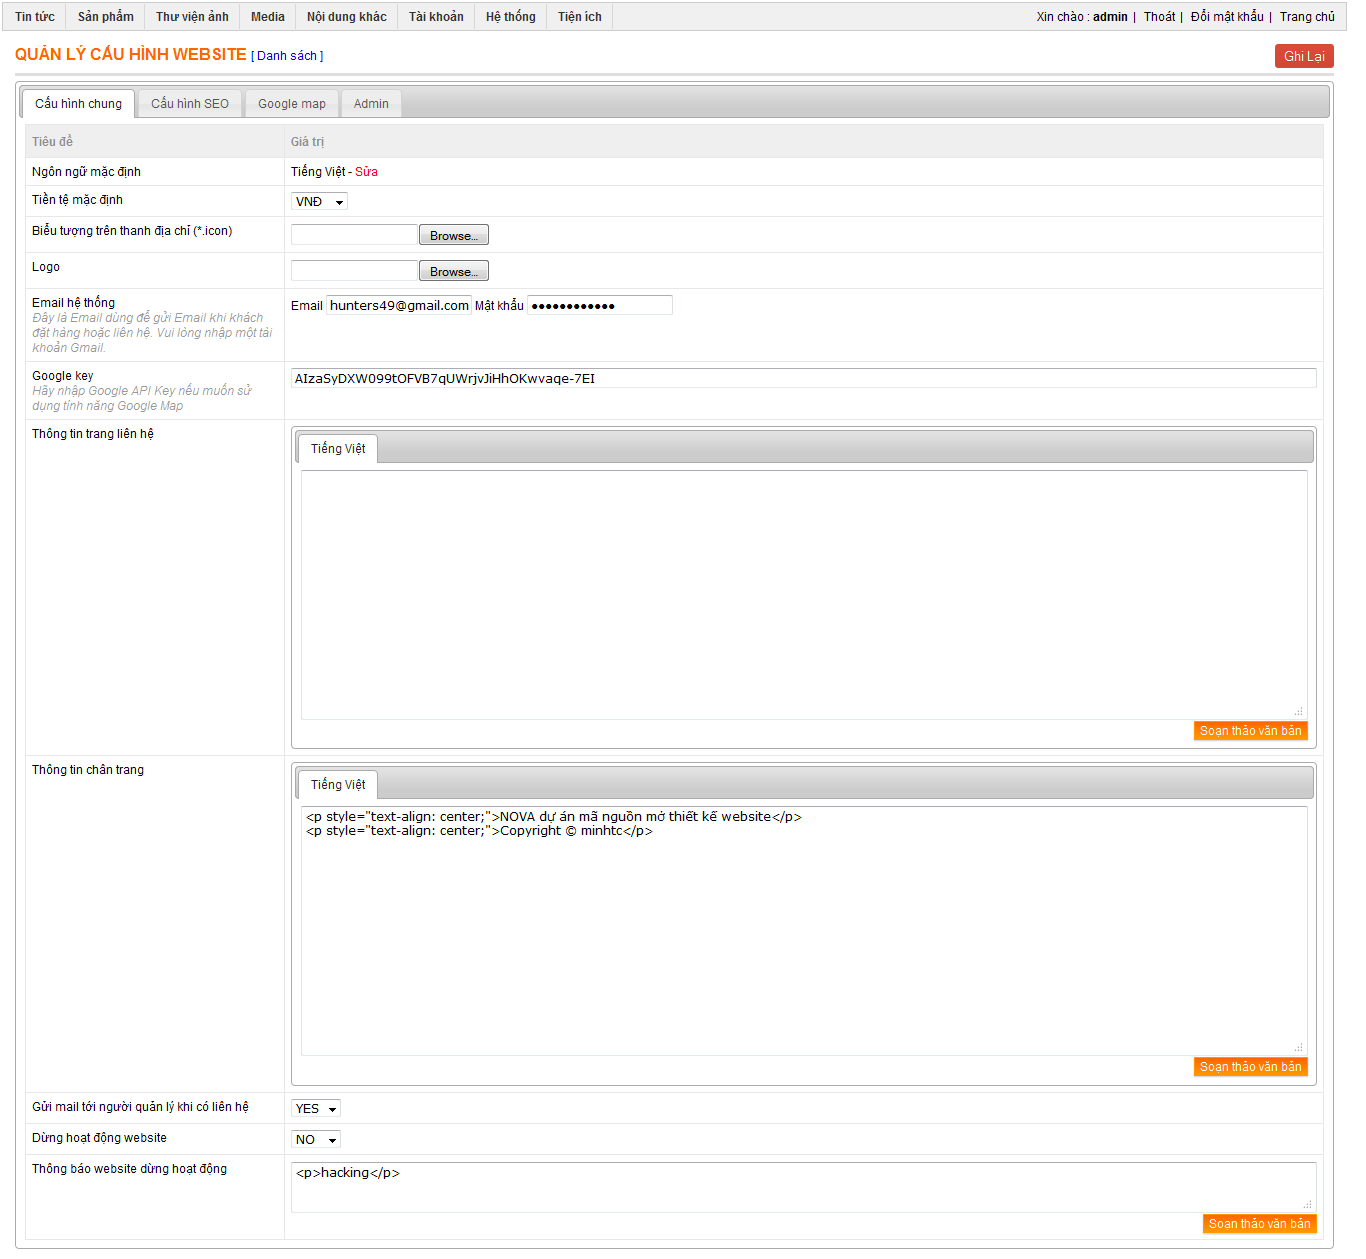 Tin tức Sản phẩm Thư viện ảnh Media Nội dung khác Tài khoản Hệ thống Tiện ích Xin chào : admin | Thoát | Đổi mật khẩu | Trang chủ
QUẢN LÝ CẤU HÌNH WEBSITE [ Danh sách ] Ghi Lại
Cấu hình chung Cấu hình SEO Google map Admin
Tiêu đề Giá trị
Ngôn ngữ mặc định Tiếng Việt - Sửa
Tiền tệ mặc định VNĐ
Biểu tượng trên thanh địa chỉ (*.icon) Browse...
Logo Browse...
Email hệ thống Email hunters49@gmail.com Mật khẩu ●●●●●●●●●●●●
Đây là Email dùng để gửi Email khi khách
đặt hàng hoặc liên hệ. Vui lòng nhập một tài
khoản Gmail.
Google key AIzaSyDXW099tOFVB7qUWrjvJiHhOKwvaqe-7EI
Hãy nhập Google API Key nếu muốn sử
dụng tính năng Google Map
Thông tin trang liên hệ Tiếng Việt
Soạn thảo văn bản
Thông tin chân trang Tiếng Việt
<p style="text-align: center;">NOVA dự án mã nguồn mở thiết kế website</p>
<p style="text-align: center;">Copyright © minhtc</p>
Soạn thảo văn bản
Gửi mail tới người quản lý khi có liên hệ YES
Dừng hoạt động website NO
Thông báo website dừng hoạt động <p>hacking</p>
Soạn thảo văn bản